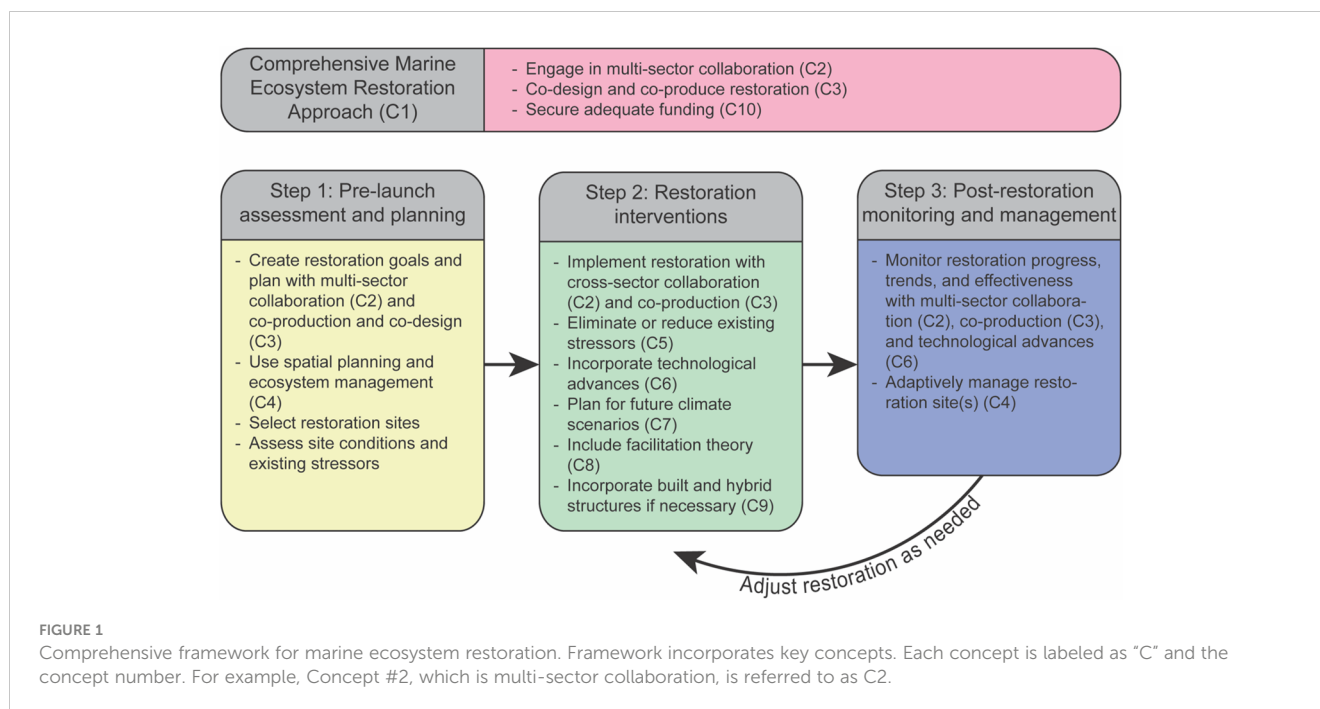 Comprehensive Marine
Ecosystem Restoration
Approach (C1)
- Engage in multi-sector collaboration (C2)
- Co-design and co-produce restoration (C3)
- Secure adequate funding (C10)
Step 1: Pre-launch
assessment and planning
- Create restoration goals and
plan with multi-sector
collaboration (C2) and
co-production and co-design
(C3)
- Use spatial planning and
ecosystem management
(C4)
- Select restoration sites
- Assess site conditions and
existing stressors
Step 2: Restoration
interventions
- Implement restoration with
cross-sector collaboration
(C2) and co-production (C3)
- Eliminate or reduce existing
stressors (C5)
- Incorporate technological
advances (C6)
- Plan for future climate
scenarios (C7)
- Include facilitation theory
(C8)
- Incorporate built and hybrid
structures if necessary (C9)
Step 3: Post-restoration
monitoring and management
- Monitor restoration progress,
trends, and effectiveness
with multi-sector collabora-
tion (C2), co-production (C3),
and technological advances
(C6)
- Adaptively manage resto-
ration site(s) (C4)
Adjust restoration as needed
FIGURE 1
Comprehensive framework for marine ecosystem restoration. Framework incorporates key concepts. Each concept is labeled as “C” and the
concept number. For example, Concept #2, which is multi-sector collaboration, is referred to as C2.